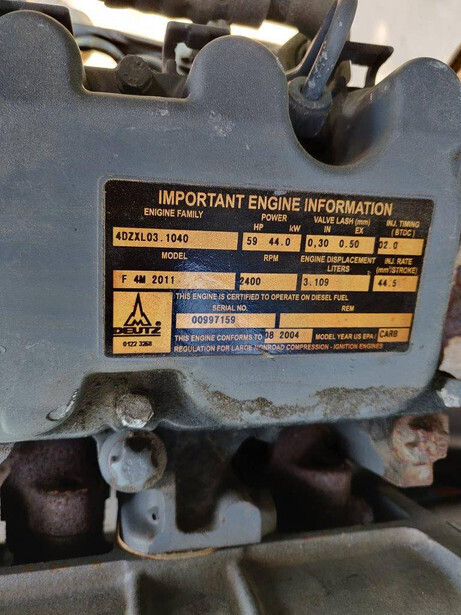 IMPORTANT ENGINE INFORMATION
ENIGINE FAMILY POWER HP kW VALVE LASH (mm) IN EX INJ. TIMING (BTDC)
4DZXL03.1040 59 44.0 0,30 0.50 02.0
MODEL RPM ENGINE DISPLACEMENT LITERS INJ. RATE (mm³/STROKE)
F 4M 2011 2400 3,109 44.5
THIS ENGINE IS CERTIFIED TO OPERATE ON DIESEL FUEL
SERIAL NO. REM
00997159
DEUTZ
0122 3268
THIS ENGINE CONFORMS TO 08 2004 MODEL YEAR US EPA / CARB
REGULATION FOR LARGE NONROAD COMPRESSION - IGNITION ENGINES